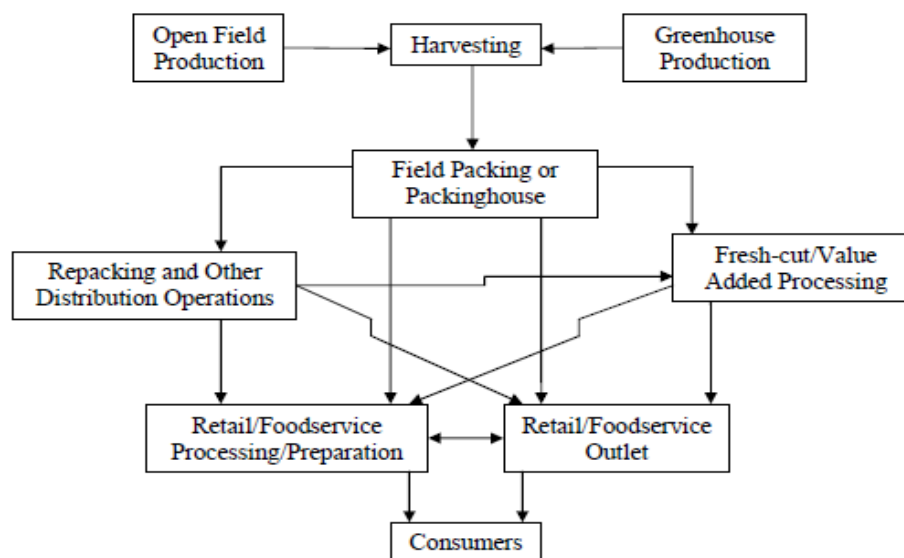 Open Field
Production
Harvesting
Greenhouse
Production
Field Packing or
Packinghouse
Repacking and Other
Distribution Operations
Fresh-cut/Value
Added Processing
Retail/Foodservice
Processing/Preparation
Retail/Foodservice
Outlet
Consumers